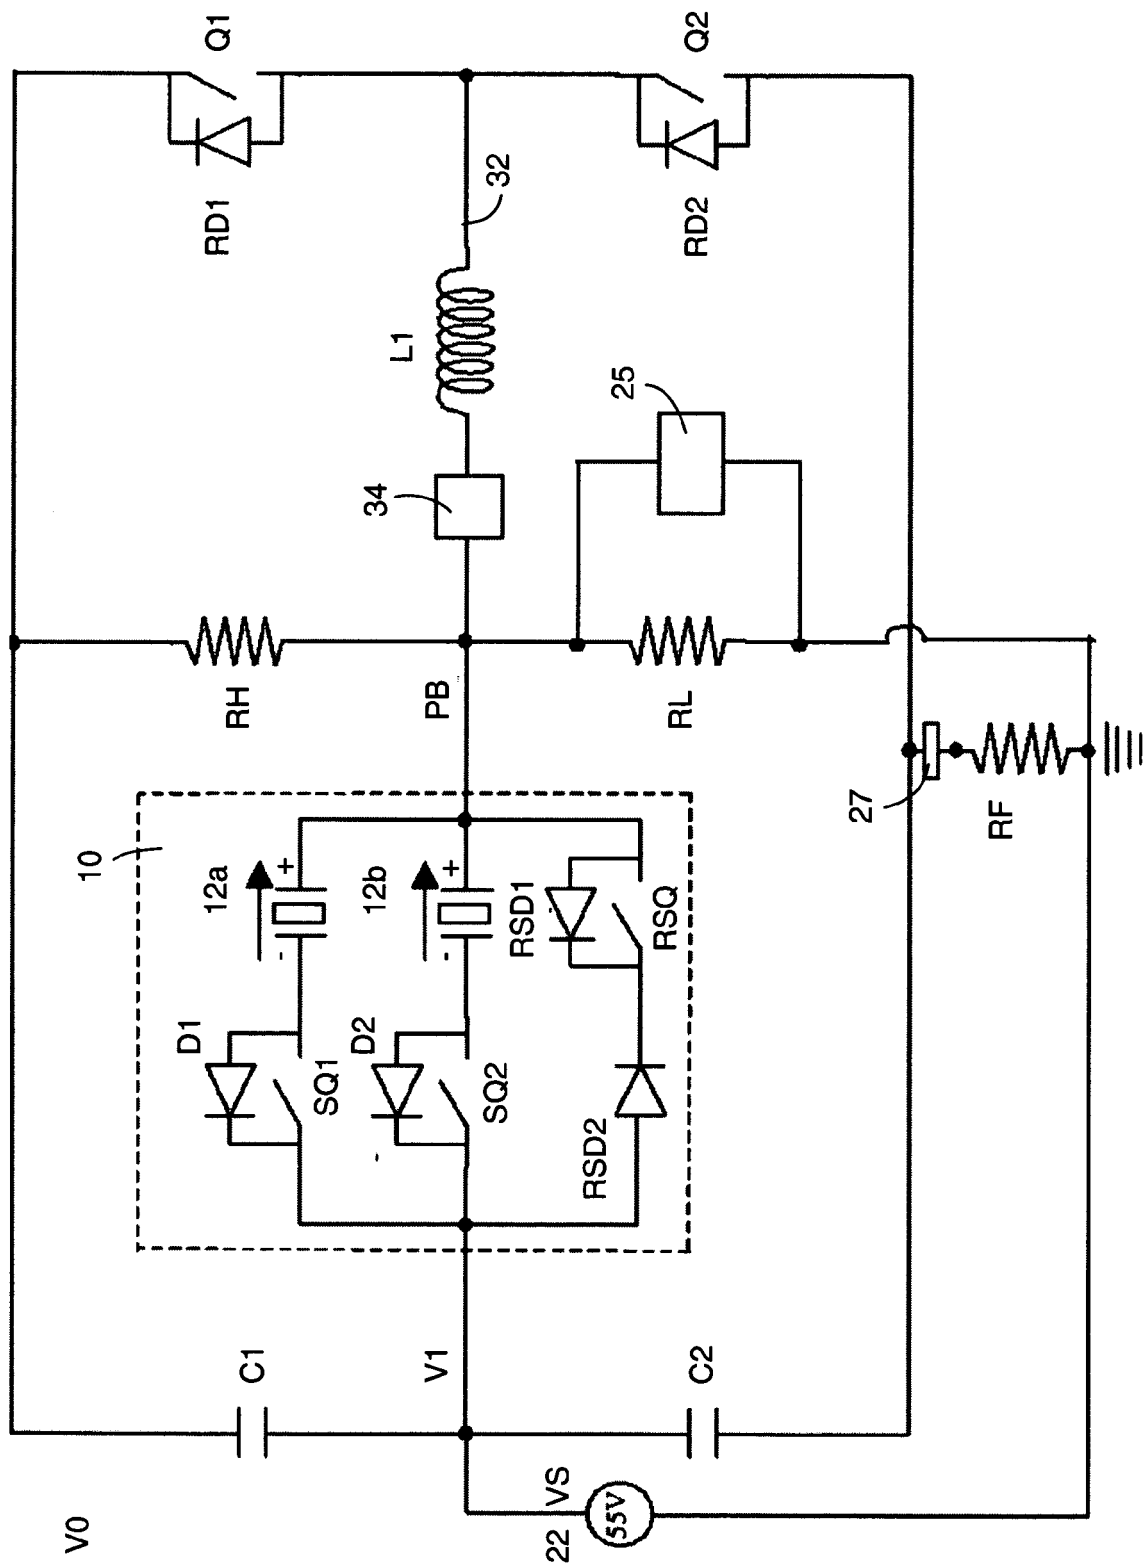 V0
C1
V1
C2
VS
22
55V
10
D1
12a
+
-
SQ1
D2
12b
+
-
SQ2
RSD1
RSQ
RSD2
RH
PB
RL
27
RF
34
L1
32
25
Q1
RD1
Q2
RD2